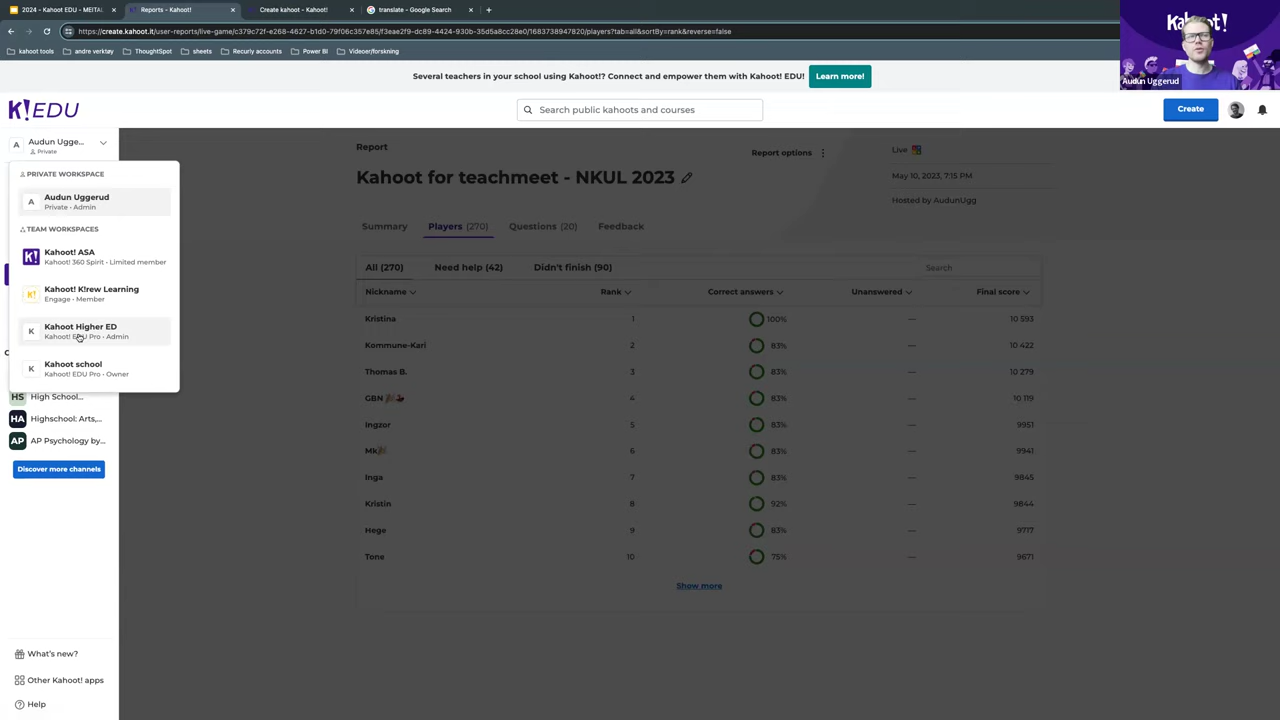 2024 - Kahoot EDU - MEITAL
Reports - Kahoot!
Create kahoot - Kahoot!
translate - Google Search
https://create.kahoot.it/user-reports/live-game/c379c72f-e268-4627-b1d0-79f06c357e85/f3eae2f9-dc89-4424-930b-35d5a8cc2e0f/1683738947820/players?tab=all&sortBy=rank&reverse=false
kahoot tools
andre verktøy
ThoughtSpot
sheets
Recurly accounts
Power BI
Videoer/forskning
Kahoot!
Audun Uggerud
Several teachers in your school using Kahoot!? Connect and empower them with Kahoot! EDU!
Learn more!
K!EDU
Search public kahoots and courses
Create
A
Audun Ugge...
Private
PRIVATE WORKSPACE
A
Audun Uggerud
Private • Admin
TEAM WORKSPACES
K!
Kahoot! ASA
Kahoot! 360 Spirit • Limited member
K!
Kahoot! K!rew Learning
Engage • Member
K
Kahoot Higher ED
Kahoot! EDU Pro • Admin
K
Kahoot school
Kahoot! EDU Pro • Owner
HS High School...
HA Highschool: Arts,...
AP AP Psychology by...
Discover more channels
What's new?
Other Kahoot! apps
Help
Report
Kahoot for teachmeet - NKUL 2023
Report options
Live
May 10, 2023, 7:15 PM
Hosted by AudunUgg
Summary
Players (270)
Questions (20)
Feedback
All (270)
Need help (42)
Didn't finish (90)
Search
Nickname Rank Correct answers Unanswered Final score
Kristina 1 100% — 10 593
Kommune-Kari 2 83% — 10 422
Thomas B. 3 83% — 10 279
GBN 4 83% — 10 119
Ingzor 5 83% — 9951
Mk 6 83% — 9941
Inga 7 83% — 9845
Kristin 8 92% — 9844
Hege 9 83% — 9717
Tone 10 75% — 9671
Show more